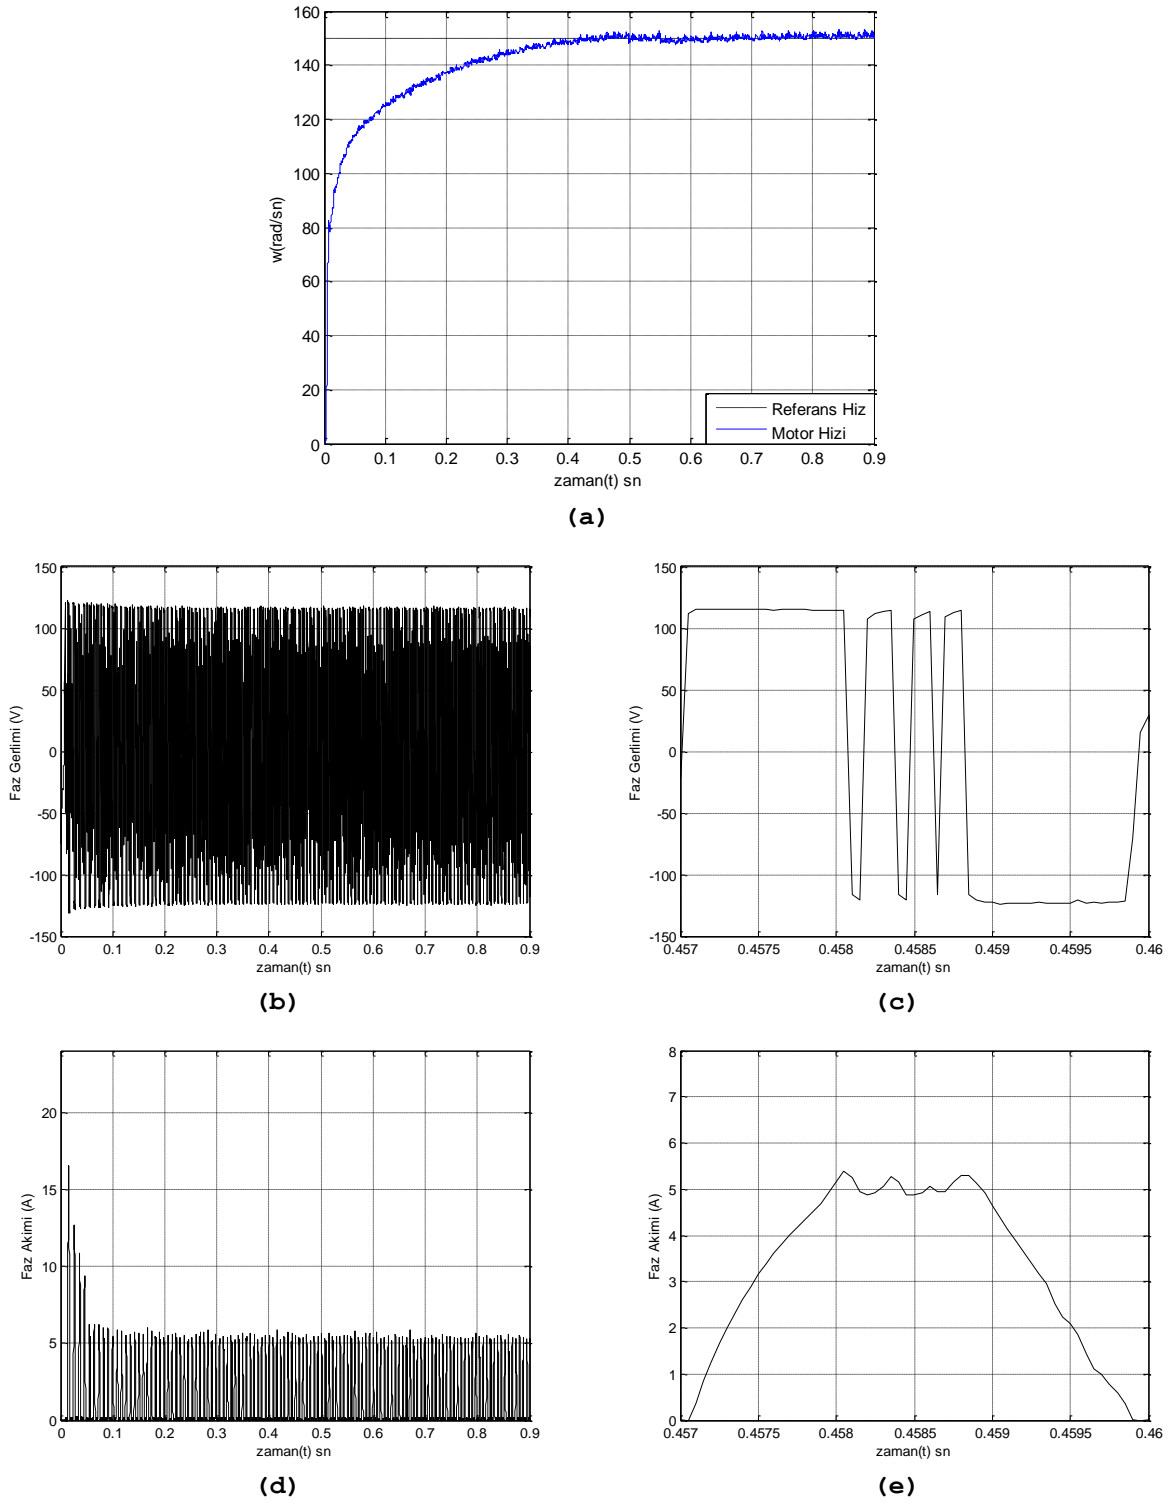 160
140
120
100
80
60
40
20
0
w(rad/sn)
Referans Hiz
Motor Hizi
0 0.1 0.2 0.3 0.4 0.5 0.6 0.7 0.8 0.9
zaman(t) sn
(a)
150
100
50
0
-50
-100
-150
Faz Gerlimi (V)
0 0.1 0.2 0.3 0.4 0.5 0.6 0.7 0.8 0.9
zaman(t) sn
(b)
150
100
50
0
-50
-100
-150
Faz Gerlimi (V)
0.457 0.4575 0.458 0.4585 0.459 0.4595 0.46
zaman(t) sn
(c)
20
15
10
5
0
Faz Akimi (A)
0 0.1 0.2 0.3 0.4 0.5 0.6 0.7 0.8 0.9
zaman(t) sn
(d)
8
7
6
5
4
3
2
1
0
Faz Akimi (A)
0.457 0.4575 0.458 0.4585 0.459 0.4595 0.46
zaman(t) sn
(e)